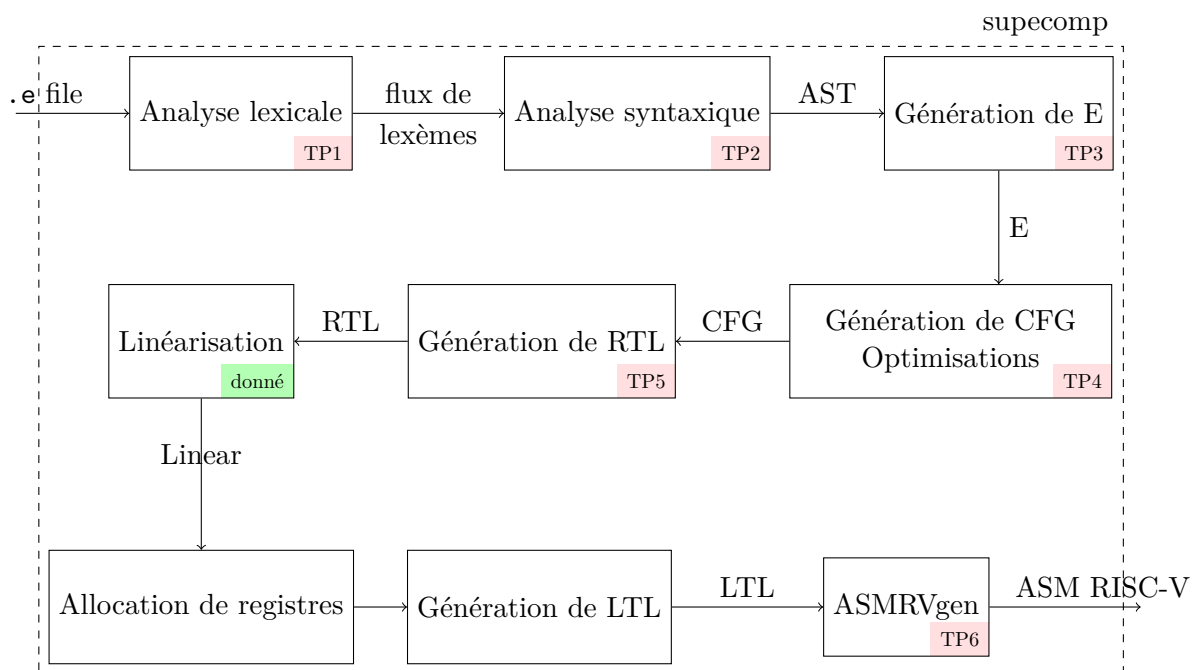 supecomp
.e file
Analyse lexicale
TP1
flux de
lexèmes
Analyse syntaxique
TP2
AST
Génération de E
TP3
E
Génération de CFG
Optimisations
TP4
CFG
Génération de RTL
TP5
RTL
Linéarisation
donné
Linear
Allocation de registres
Génération de LTL
LTL
ASMRVgen
TP6
ASM RISC-V